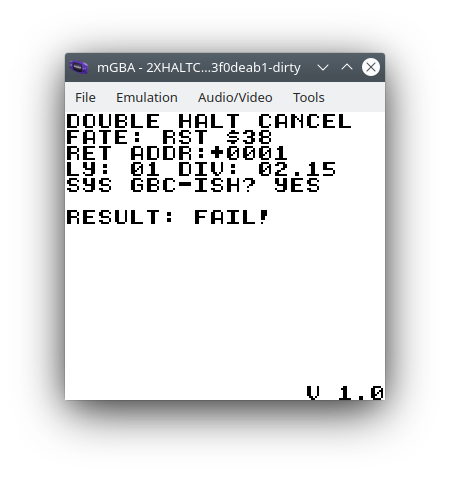 mGBA - 2XHALTC...3f0deab1-dirty
File Emulation Audio/Video Tools
DOUBLE HALT CANCEL
FATE: RST $38
RET ADDR:+0001
LY: 01 DIV: 02.15
SYS GBC-ISH? YES
RESULT: FAIL!
V 1.0